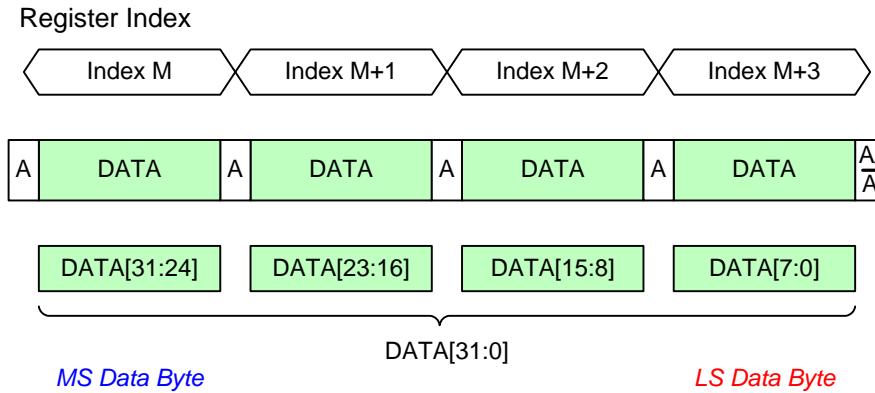 Register Index
Index M Index M+1 Index M+2 Index M+3
A DATA A DATA A DATA A DATA A
A
DATA[31:24] DATA[23:16] DATA[15:8] DATA[7:0]
DATA[31:0]
MS Data Byte LS Data Byte